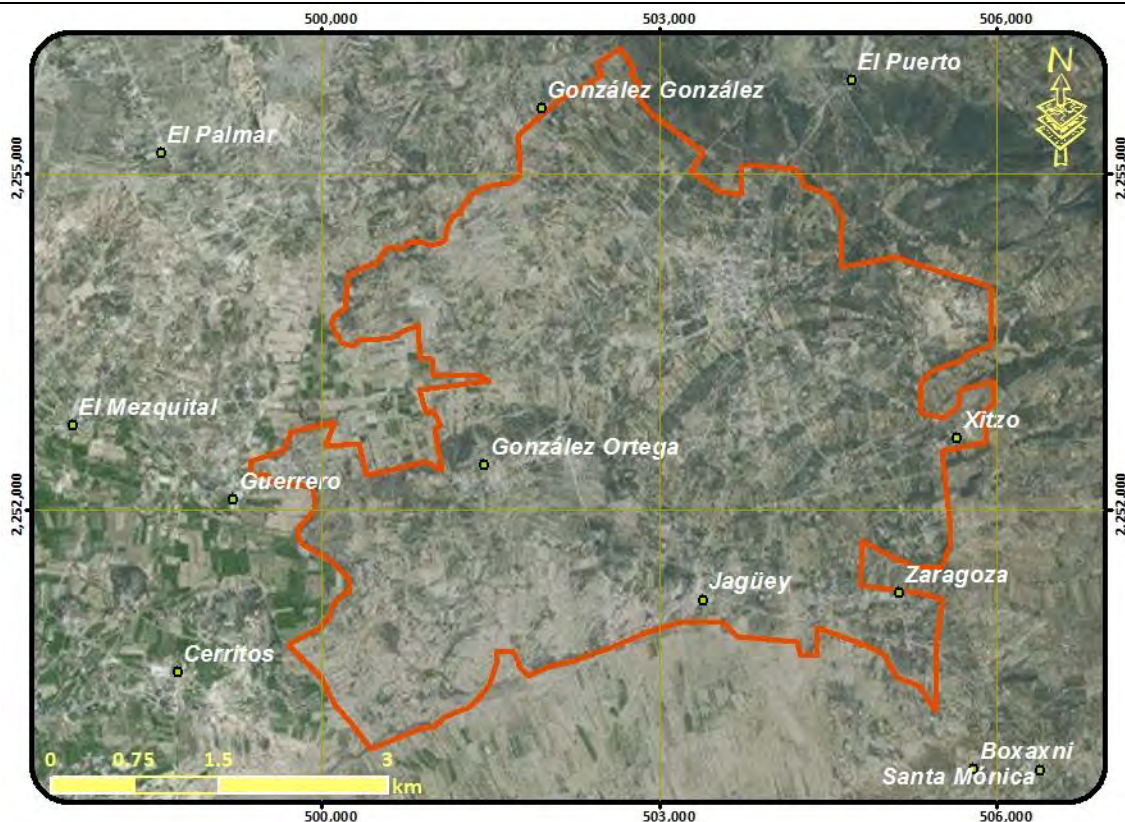 500,000 503,000 506,000
N
El Puerto
González González
El Palmar
2,255,000 2,255,000
El Mezquital
Xitzo
González Ortega
Guerrero
2,252,000 2,252,000
Zaragoza
Jagüey
Cerritos
Boxaxni
Santa Mónica
0 0.75 1.5 3
km
500,000 503,000 506,000